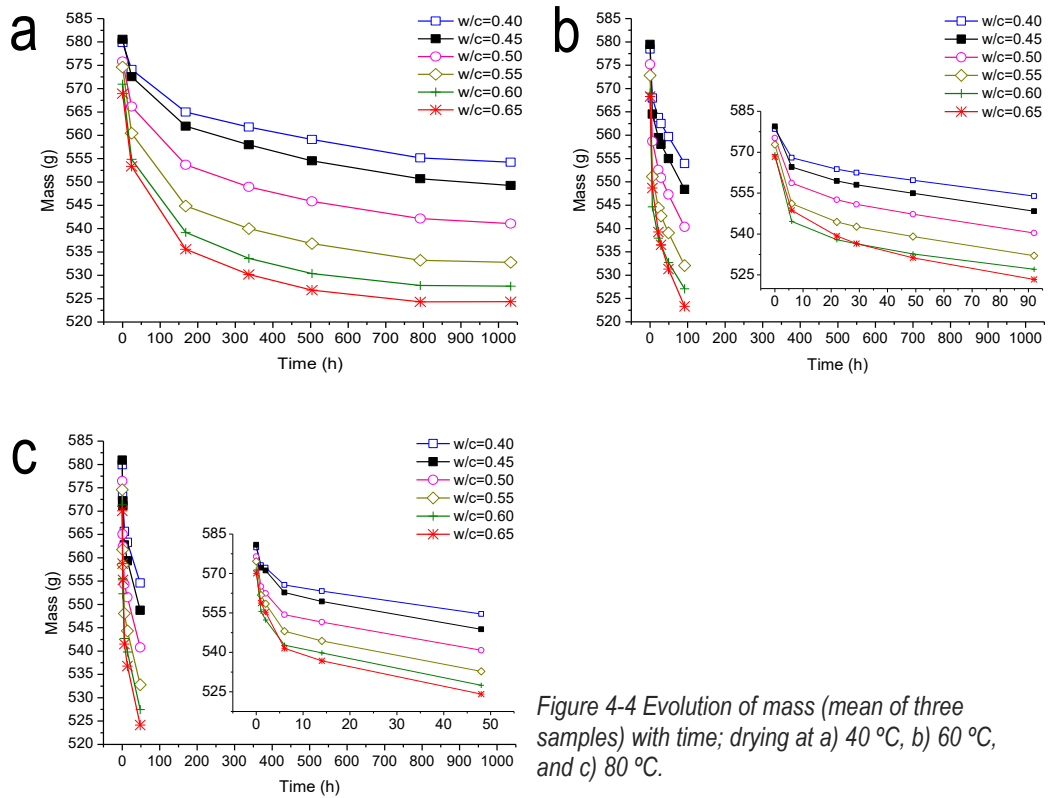 a
585
580
575
570
565
560
555
550
545
540
535
530
525
520
Mass (g)
0 100 200 300 400 500 600 700 800 900 1000
Time (h)
w/c=0.40
w/c=0.45
w/c=0.50
w/c=0.55
w/c=0.60
w/c=0.65
b
585
580
575
570
565
560
555
550
545
540
535
530
525
520
Mass (g)
0 100 200 300 400 500 600 700 800 900 1000
Time (h)
w/c=0.40
w/c=0.45
w/c=0.50
w/c=0.55
w/c=0.60
w/c=0.65
585
570
555
540
525
0 10 20 30 40 50 60 70 80 90
c
585
580
575
570
565
560
555
550
545
540
535
530
525
520
Mass (g)
0 100 200 300 400 500 600 700 800 900 1000
Time (h)
w/c=0.40
w/c=0.45
w/c=0.50
w/c=0.55
w/c=0.60
w/c=0.65
585
570
555
540
525
0 10 20 30 40 50
Figure 4-4 Evolution of mass (mean of three
samples) with time; drying at a) 40 ºC, b) 60 ºC,
and c) 80 ºC.